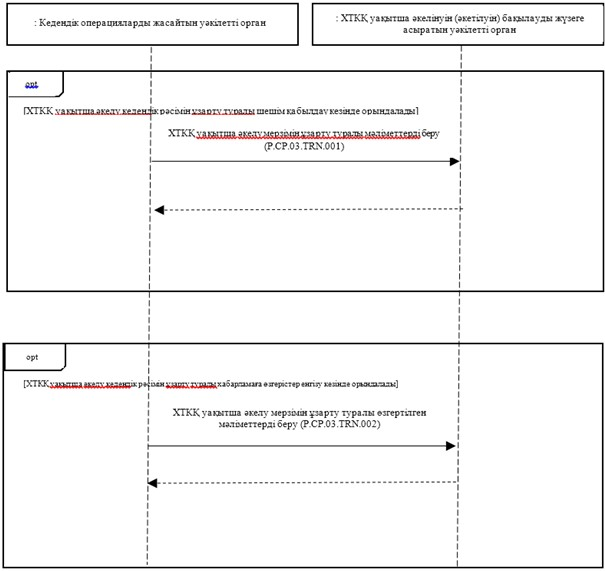 : Кедендік операцияларды жасайтын уәкілетті орган
: ХТКҚ уақытша әкелінуін (әкетілуін) бақылауды жүзеге
асыратын уәкілетті орган
opt
[ХТКҚ уақытша әкелу кедендік рәсімін ұзарту туралы шешім қабылдау кезінде орындалады]
ХТКҚ уақытша әкелу мерзімін ұзарту туралы мәліметтерді беру
(P.CP.03.TRN.001)
opt
[ХТКҚ уақытша әкелу кедендік рәсімін ұзарту туралы хабарламаға өзгерістер енгізу кезінде орындалады]
ХТКҚ уақытша әкелу мерзімін ұзарту туралы өзгертілген
мәліметтерді беру (P.CP.03.TRN.002)